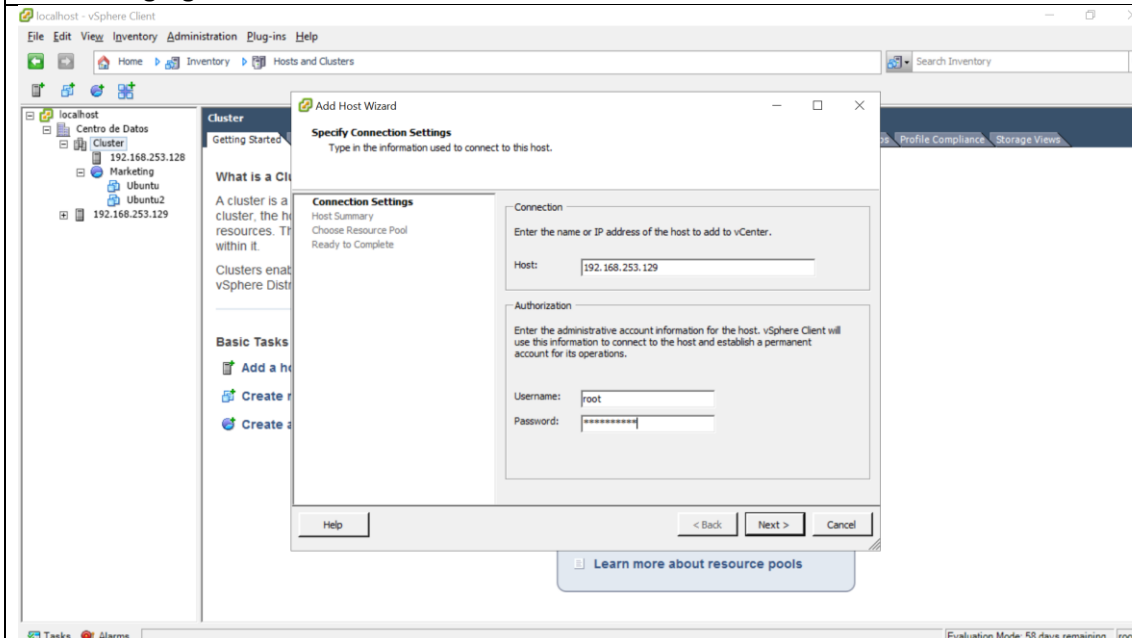 localhost - vSphere Client
File Edit View Inventory Administration Plug-ins Help
Home Inventory Hosts and Clusters
Search Inventory
localhost
Centro de Datos
Cluster
192.168.253.128
Marketing
Ubuntu
Ubuntu2
192.168.253.129
Cluster
Getting Started
Profile Compliance Storage Views
What is a
A cluster is a
cluster, the
resources.
within it.
Clusters
vSphere
Basic Tasks
Add a
Create
Create
Add Host Wizard
Specify Connection Settings
Type in the information used to connect to this host.
Connection Settings
Host Summary
Choose Resource Pool
Ready to Complete
Connection
Enter the name or IP address of the host to add to vCenter.
Host: 192.168.253.129
Authorization
Enter the administrative account information for the host. vSphere Client will
use this information to connect to the host and establish a permanent
account for its operations.
Username: root
Password: **********
Help
< Back Next > Cancel
Learn more about resource pools
Tasks Alarms
Evaluation Mode: 58 days remaining